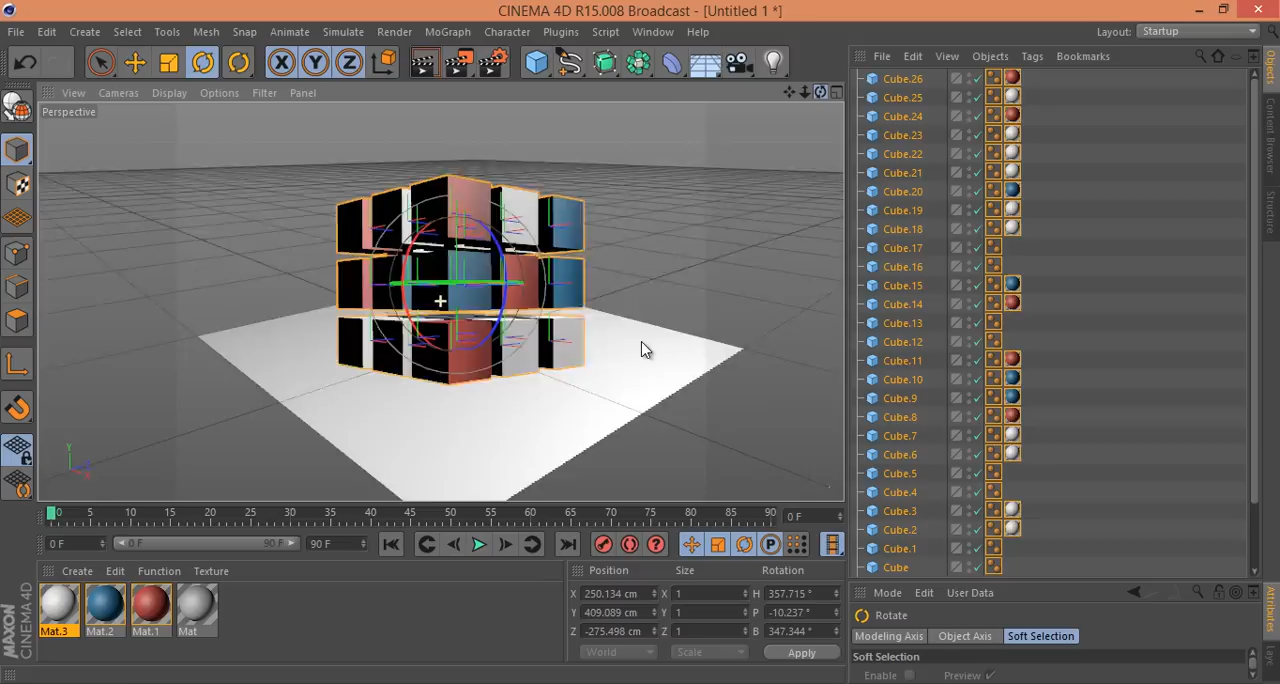 CINEMA 4D R15.008 Broadcast - [Untitled 1 *]
File Edit Create Select Tools Mesh Snap Animate Simulate Render MoGraph Character Plugins Script Window Help Layout: Startup
X Y Z
File Edit View Objects Tags Bookmarks
View Cameras Display Options Filter Panel
Perspective
Y
Cube.26
Cube.25
Cube.24
Cube.23
Cube.22
Cube.21
Cube.20
Cube.19
Cube.18
Cube.17
Cube.16
Cube.15
Cube.14
Cube.13
Cube.12
Cube.11
Cube.10
Cube.9
Cube.8
Cube.7
Cube.6
Cube.5
Cube.4
Cube.3
Cube.2
Cube.1
Cube
Objects
Content Browser
Structure
0 5 10 15 20 25 30 35 40 45 50 55 60 65 70 75 80 85 90 0 F
0 F 0 F 90 F 90 F
P
Create Edit Function Texture
Mat.3 Mat.2 Mat.1 Mat
MAXON
CINEMA 4D
Position Size Rotation
X 250.134 cm X 1 H 357.715 °
Y 409.089 cm Y 1 P -10.237 °
Z -275.498 cm Z 1 B 347.344 °
World Scale Apply
Mode Edit User Data
Rotate
Modeling Axis Object Axis Soft Selection
Soft Selection
Enable Preview
Attributes